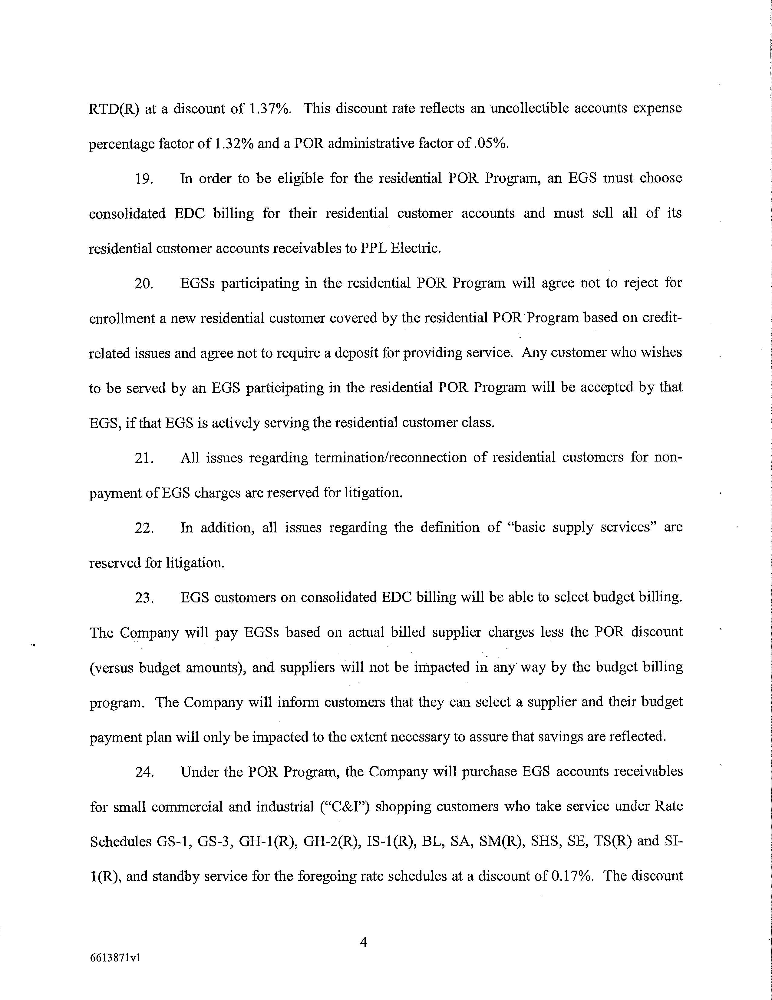 RTD(R) at a discount of 1.37%. This discount rate reflects an uncollectible accounts expense
percentage factor of 1.32% and a POR administrative factor of .05%.
19. In order to be eligible for the residential POR Program, an EGS must choose
consolidated EDC billing for their residential customer accounts and must sell all of its
residential customer accounts receivables to PPL Electric.
20. EGSs participating in the residential POR Program will agree not to reject for
enrollment a new residential customer covered by the residential POR Program based on credit-
related issues and agree not to require a deposit for providing service. Any customer who wishes
to be served by an EGS participating in the residential POR Program will be accepted by that
EGS, if that EGS is actively serving the residential customer class.
21. All issues regarding termination/reconnection of residential customers for non-
payment of EGS charges are reserved for litigation.
22. In addition, all issues regarding the definition of “basic supply services” are
reserved for litigation.
23. EGS customers on consolidated EDC billing will be able to select budget billing.
The Company will pay EGSs based on actual billed supplier charges less the POR discount
(versus budget amounts), and suppliers will not be impacted in any way by the budget billing
program. The Company will inform customers that they can select a supplier and their budget
payment plan will only be impacted to the extent necessary to assure that savings are reflected.
24. Under the POR Program, the Company will purchase EGS accounts receivables
for small commercial and industrial (“C&I”) shopping customers who take service under Rate
Schedules GS-1, GS-3, GH-1(R), GH-2(R), IS-1(R), BL, SA, SM(R), SHS, SE, TS(R) and SI-
1(R), and standby service for the foregoing rate schedules at a discount of 0.17%. The discount
4
6613871v1